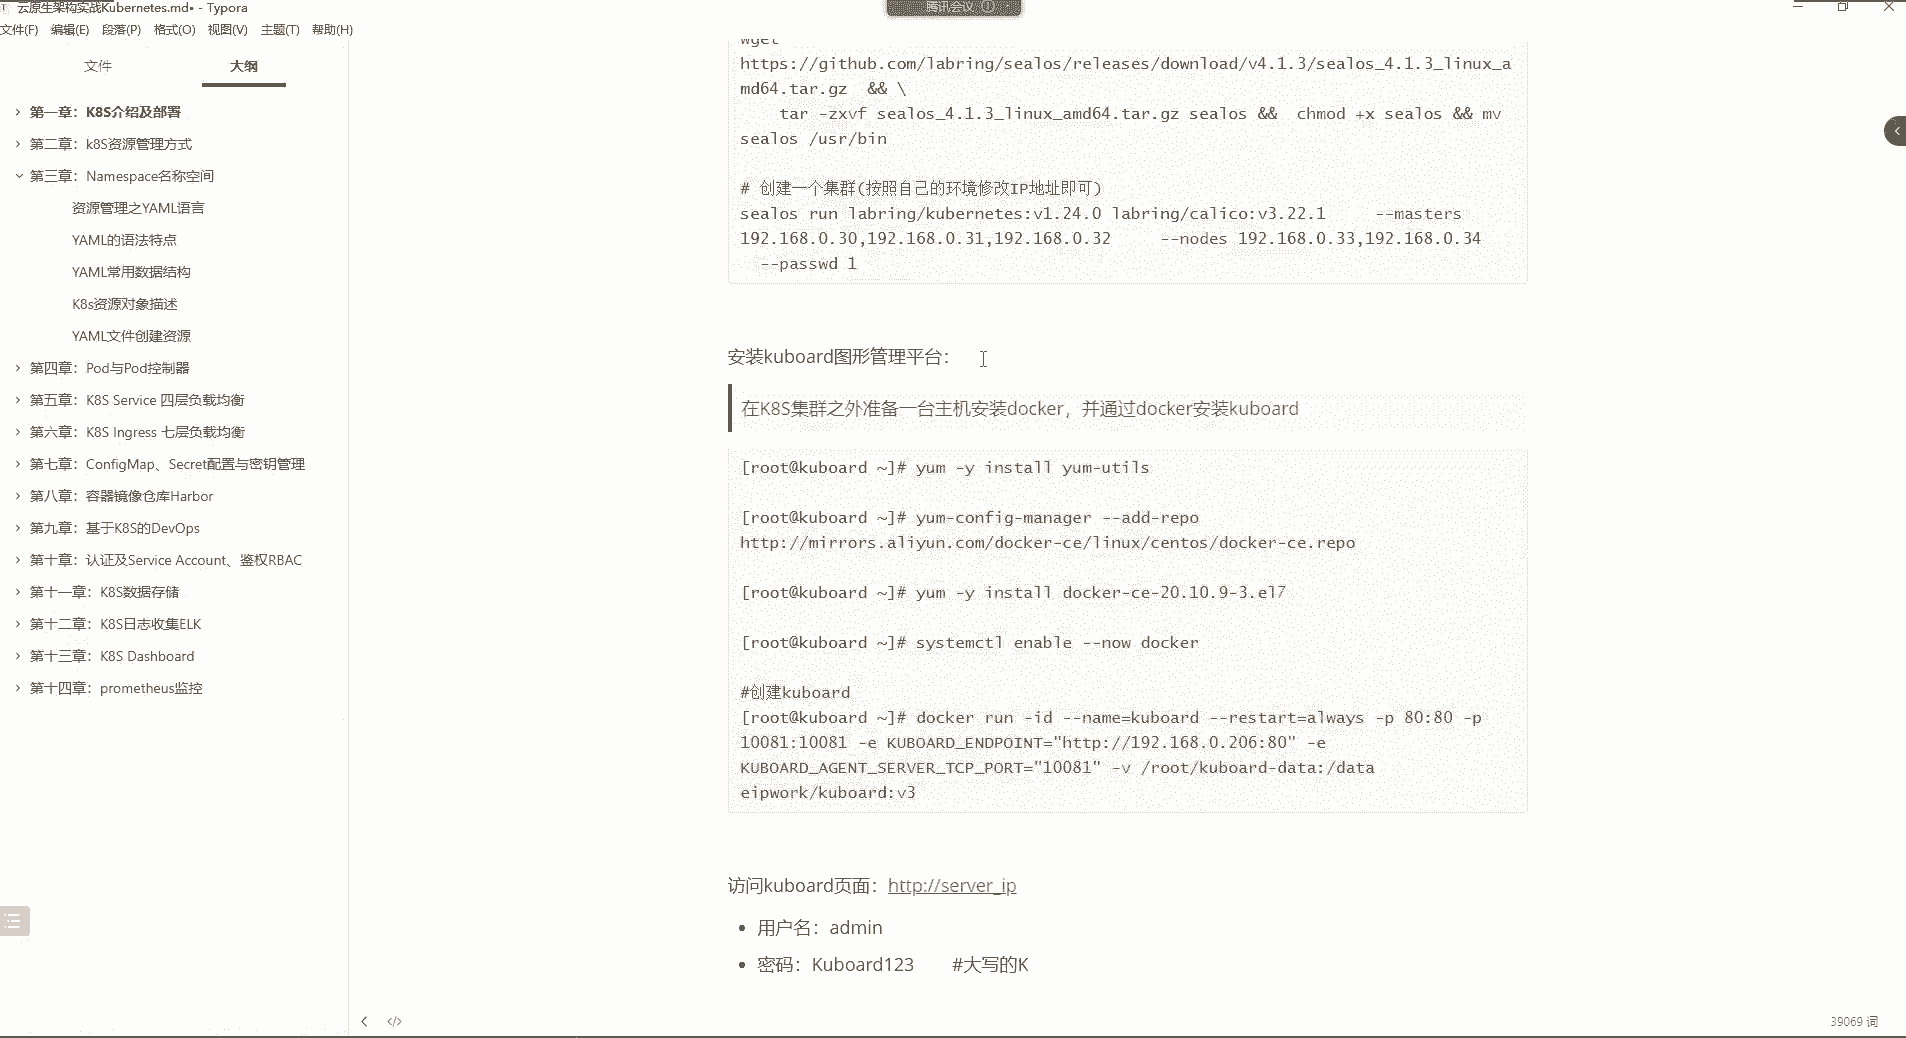 云原生架构实战Kubernetes.md• - Typora
腾讯会议
文件(F) 编辑(E) 段落(P) 格式(O) 视图(V) 主题(T) 帮助(H)
文件 大纲
第一章：K8S介绍及部署
第二章：k8S资源管理方式
第三章：Namespace名称空间
资源管理之YAML语言
YAML的语法特点
YAML常用数据结构
K8s资源对象描述
YAML文件创建资源
第四章：Pod与Pod控制器
第五章：K8S Service 四层负载均衡
第六章：K8S Ingress 七层负载均衡
第七章：ConfigMap、Secret配置与密钥管理
第八章：容器镜像仓库Harbor
第九章：基于K8S的DevOps
第十章：认证及Service Account、鉴权RBAC
第十一章：K8S数据存储
第十二章：K8S日志收集ELK
第十三章：K8S Dashboard
第十四章：prometheus监控
wget
https://github.com/labring/sealos/releases/download/v4.1.3/sealos_4.1.3_linux_a
md64.tar.gz && \
tar -zxvf sealos_4.1.3_linux_amd64.tar.gz sealos && chmod +x sealos && mv
sealos /usr/bin
# 创建一个集群(按照自己的环境修改IP地址即可)
sealos run labring/kubernetes:v1.24.0 labring/calico:v3.22.1 --masters
192.168.0.30,192.168.0.31,192.168.0.32 --nodes 192.168.0.33,192.168.0.34
--passwd 1
安装kuboard图形管理平台：
在K8S集群之外准备一台主机安装docker，并通过docker安装kuboard
[root@kuboard ~]# yum -y install yum-utils
[root@kuboard ~]# yum-config-manager --add-repo
http://mirrors.aliyun.com/docker-ce/linux/centos/docker-ce.repo
[root@kuboard ~]# yum -y install docker-ce-20.10.9-3.el7
[root@kuboard ~]# systemctl enable --now docker
#创建kuboard
[root@kuboard ~]# docker run -id --name=kuboard --restart=always -p 80:80 -p
10081:10081 -e KUBOARD_ENDPOINT="http://192.168.0.206:80" -e
KUBOARD_AGENT_SERVER_TCP_PORT="10081" -v /root/kuboard-data:/data
eipwork/kuboard:v3
访问kuboard页面：http://server_ip
用户名：admin
密码：Kuboard123 #大写的K
39069 词